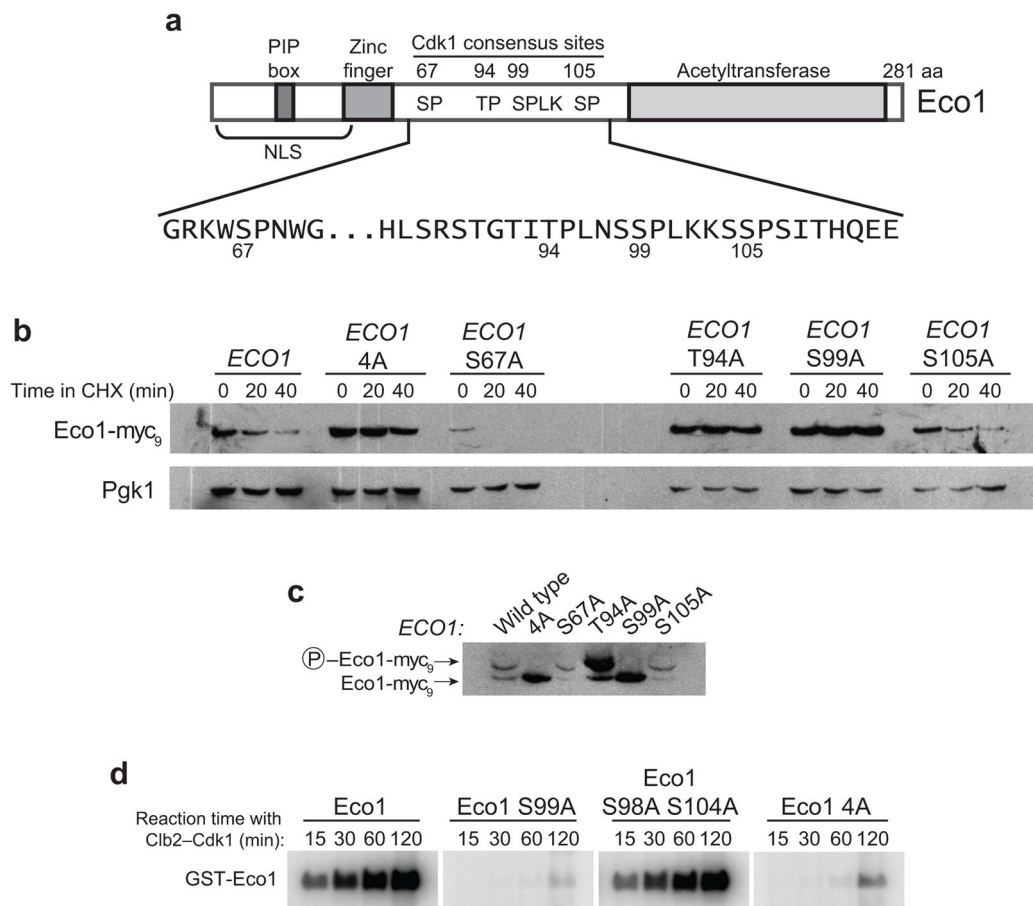 a
PIP box
Zinc finger
Cdk1 consensus sites
67 94 99 105
Acetyltransferase
281 aa
SP TP SPLK SP
Eco1
NLS
GRKWSPNWG...HLSRSTGTITPLNSSPLKKSSPSITHQEE
67 94 99 105
b
ECO1
ECO1 4A
ECO1 S67A
ECO1 T94A
ECO1 S99A
ECO1 S105A
Time in CHX (min) 0 20 40 0 20 40 0 20 40 0 20 40 0 20 40 0 20 40
Eco1-myc9
Pgk1
c
ECO1: Wild type 4A S67A T94A S99A S105A
P–Eco1-myc9
Eco1-myc9
d
Eco1
Eco1 S99A
Eco1 S98A S104A
Eco1 4A
Reaction time with
Clb2–Cdk1 (min): 15 30 60 120 15 30 60 120 15 30 60 120 15 30 60 120
GST-Eco1